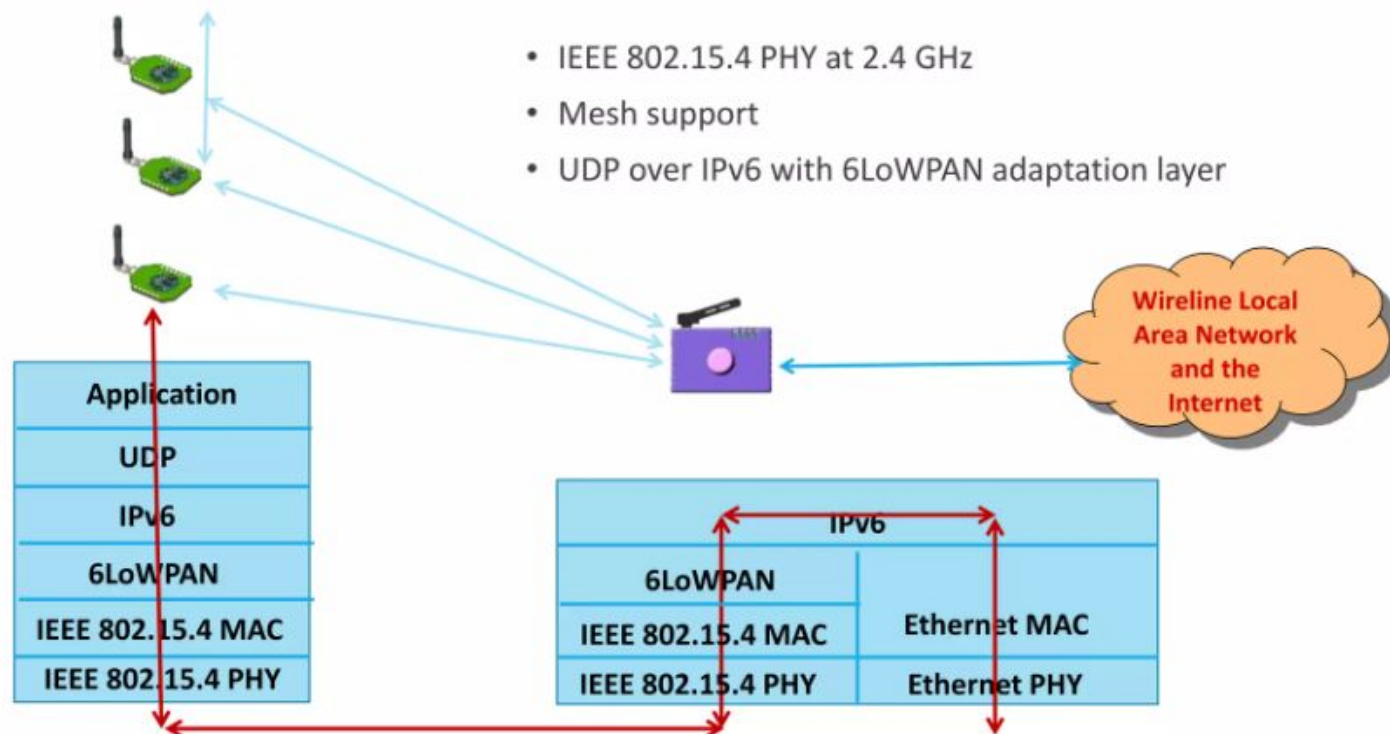 • IEEE 802.15.4 PHY at 2.4 GHz
• Mesh support
• UDP over IPv6 with 6LoWPAN adaptation layer
Wireline Local
Area Network
and the
Internet
Application
UDP
IPv6
6LoWPAN
IEEE 802.15.4 MAC
IEEE 802.15.4 PHY
IPv6
6LoWPAN
IEEE 802.15.4 MAC
IEEE 802.15.4 PHY
Ethernet MAC
Ethernet PHY